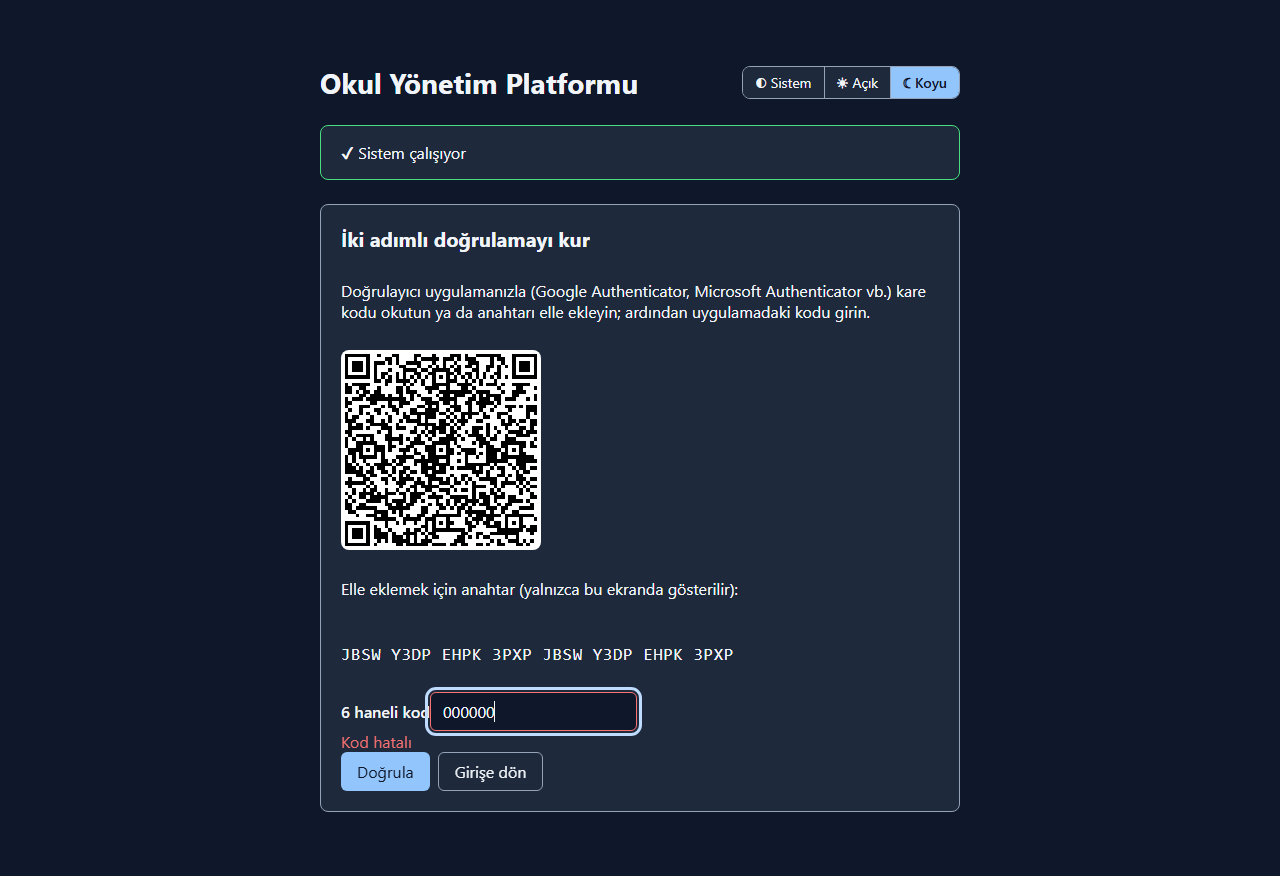 Okul Yönetim Platformu
◐ Sistem
☀ Açık
☾ Koyu
✓ Sistem çalışıyor
İki adımlı doğrulamayı kur
Doğrulayıcı uygulamanızla (Google Authenticator, Microsoft Authenticator vb.) kare
kodu okutun ya da anahtarı elle ekleyin; ardından uygulamadaki kodu girin.
Elle eklemek için anahtar (yalnızca bu ekranda gösterilir):
JBSW Y3DP EHPK 3PXP JBSW Y3DP EHPK 3PXP
6 haneli kod
000000
Kod hatalı
Doğrula
Girişe dön